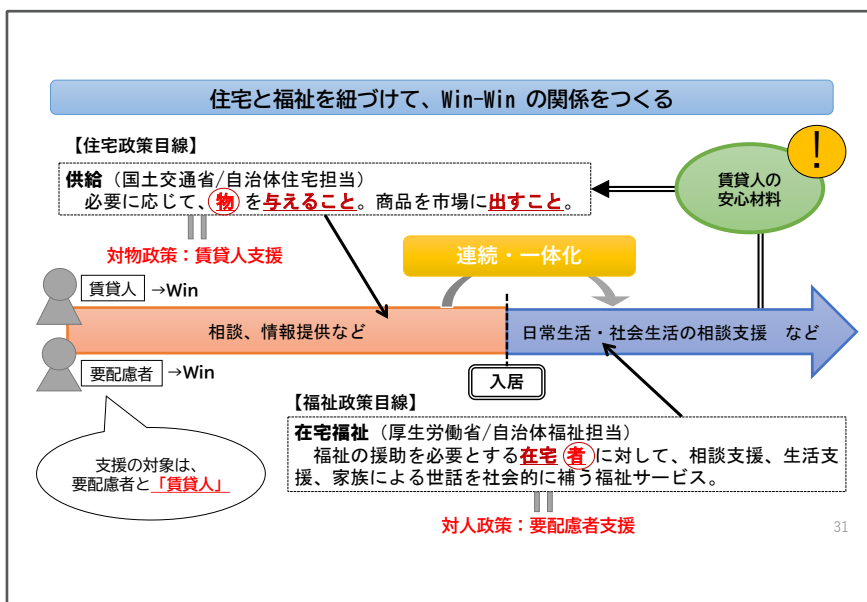 住宅と福祉を紐づけて、Win-Win の関係をつくる
【住宅政策目線】
供給（国土交通省/自治体住宅担当）
必要に応じて、物を与えること。商品を市場に出すこと。
対物政策：賃貸人支援
!
賃貸人の
安心材料
連続・一体化
賃貸人 →Win
相談、情報提供など
日常生活・社会生活の相談支援　など
要配慮者 →Win
入居
【福祉政策目線】
在宅福祉（厚生労働省/自治体福祉担当）
福祉の援助を必要とする在宅者に対して、相談支援、生活支
援、家族による世話を社会的に補う福祉サービス。
対人政策：要配慮者支援
支援の対象は、
要配慮者と「賃貸人」
31